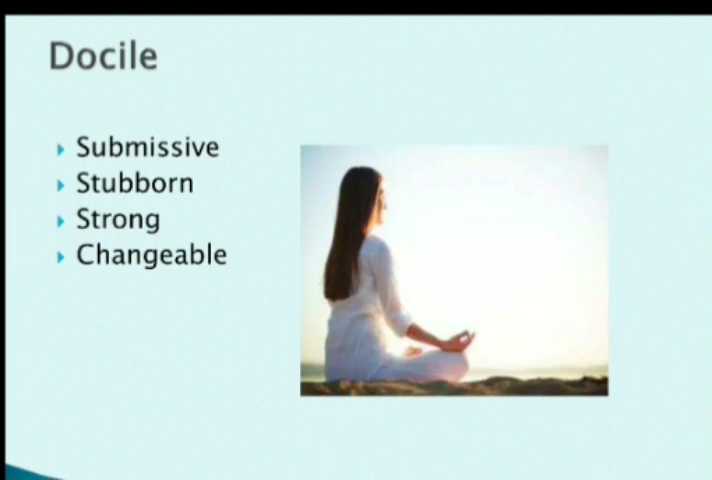 Docile
Submissive
Stubborn
Strong
Changeable